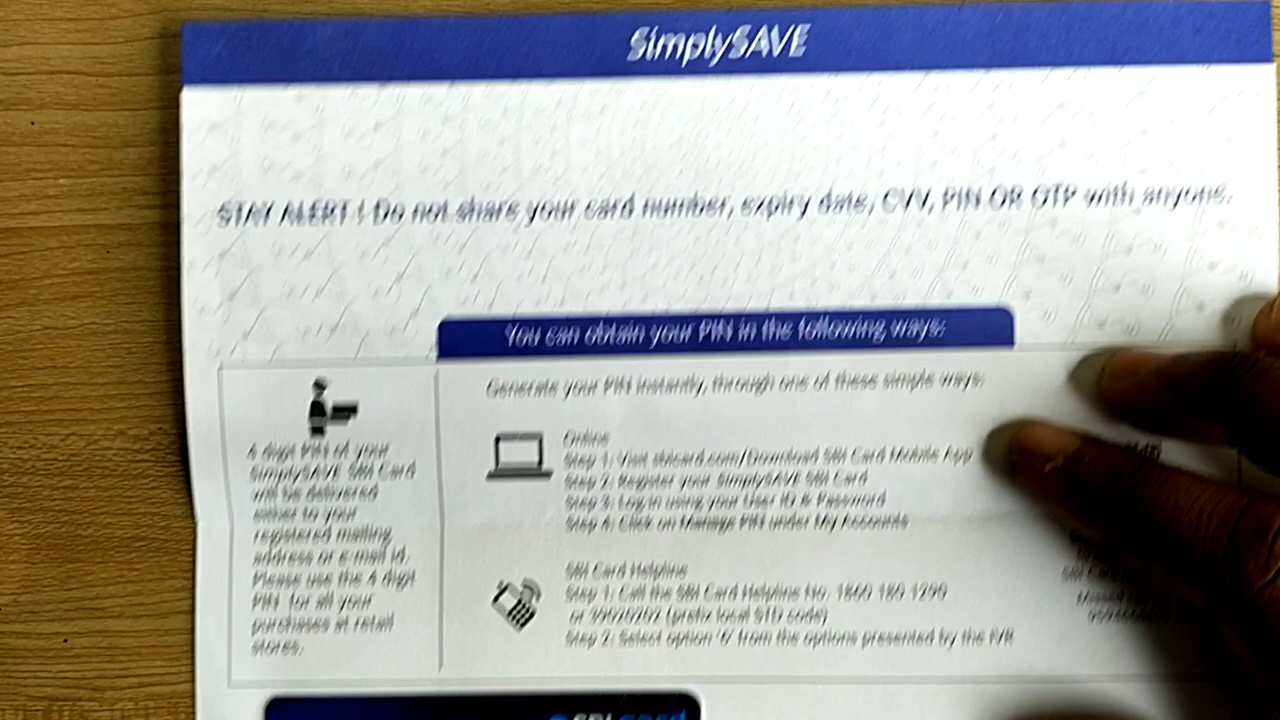 SimplySAVE
STAY ALERT ! Do not share your card number, expiry date, CVV, PIN OR OTP with anyone.
You can obtain your PIN in the following ways:
4 digit PIN of your
SimplySAVE SBI Card
will be delivered
either to your
registered mailing
address or e-mail id.
Please use the 4 digit
PIN for all your
purchases at retail
stores.
Generate your PIN instantly, through one of these simple ways:
Online
Step 1: Visit sbicard.com/Download SBI Card Mobile App
Step 2: Register your SimplySAVE SBI Card
Step 3: Log in using your User ID & Password
Step 4: Click on Manage PIN under My Accounts
SBI Card Helpline
Step 1: Call the SBI Card Helpline No. 1860 180 1290
or 39020202 (prefix local STD code)
Step 2: Select option '6' from the options presented by the IVR
SBI card